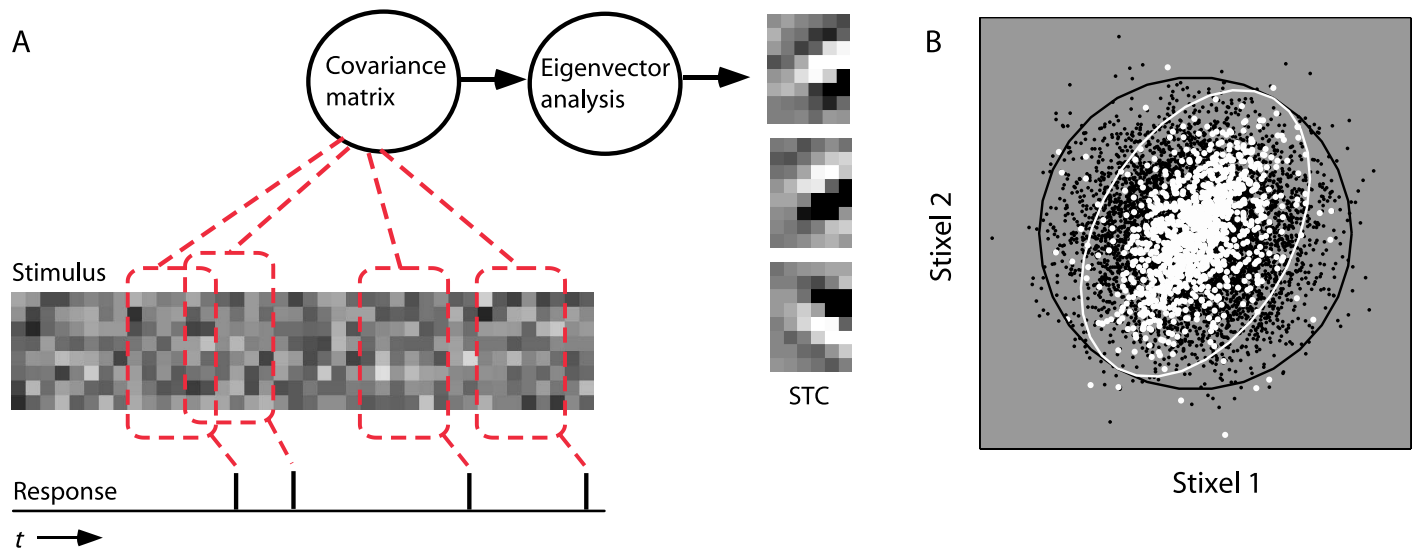 A
Covariance
matrix
Eigenvector
analysis
Stimulus
STC
Response
t
B
Stixel 2
Stixel 1